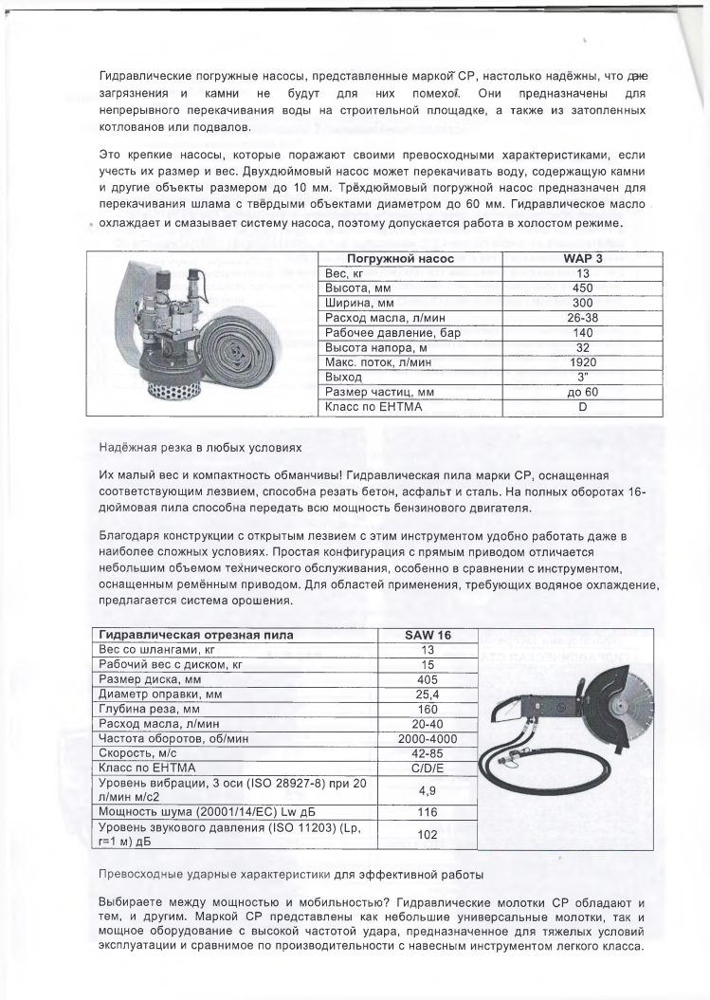 Гидравлические погружные насосы, представленные маркой СР, настолько надёжны, что даже
загрязнения и камни не будут для них помехой. Они предназначены для
непрерывного перекачивания воды на строительной площадке, а также из затопленных
котлованов или подвалов.
Это крепкие насосы, которые поражают своими превосходными характеристиками, если
учесть их размер и вес. Двухдюймовый насос может перекачивать воду, содержащую камни
и другие объекты размером до 10 мм. Трёхдюймовый погружной насос предназначен для
перекачивания шлама с твёрдыми объектами диаметром до 60 мм. Гидравлическое масло
охлаждает и смазывает систему насоса, поэтому допускается работа в холостом режиме.
Погружной насос WAP 3
Вес, кг 13
Высота, мм 450
Ширина, мм 300
Расход масла, л/мин 26-38
Рабочее давление, бар 140
Высота напора, м 32
Макс. поток, л/мин 1920
Выход 3"
Размер частиц, мм до 60
Класс по EHTMA D
Надёжная резка в любых условиях
Их малый вес и компактность обманчивы! Гидравлическая пила марки СР, оснащенная
соответствующим лезвием, способна резать бетон, асфальт и сталь. На полных оборотах 16-
дюймовая пила способна передать всю мощность бензинового двигателя.
Благодаря конструкции с открытым лезвием с этим инструментом удобно работать даже в
наиболее сложных условиях. Простая конфигурация с прямым приводом отличается
небольшим объемом технического обслуживания, особенно в сравнении с инструментом,
оснащенным ремённым приводом. Для областей применения, требующих водяное охлаждение,
предлагается система орошения.
Гидравлическая отрезная пила SAW 16
Вес со шлангами, кг 13
Рабочий вес с диском, кг 15
Размер диска, мм 405
Диаметр оправки, мм 25,4
Глубина реза, мм 160
Расход масла, л/мин 20-40
Частота оборотов, об/мин 2000-4000
Скорость, м/с 42-85
Класс по EHTMA C/D/E
Уровень вибрации, 3 оси (ISO 28927-8) при 20
л/мин м/с2 4,9
Мощность шума (20001/14/EC) Lw дБ 116
Уровень звукового давления (ISO 11203) (Lp,
r=1 м) дБ 102
Превосходные ударные характеристики для эффективной работы
Выбираете между мощностью и мобильностью? Гидравлические молотки СР обладают и
тем, и другим. Маркой СР представлены как небольшие универсальные молотки, так и
мощное оборудование с высокой частотой удара, предназначенное для тяжелых условий
эксплуатации и сравнимое по производительности с навесным инструментом легкого класса.